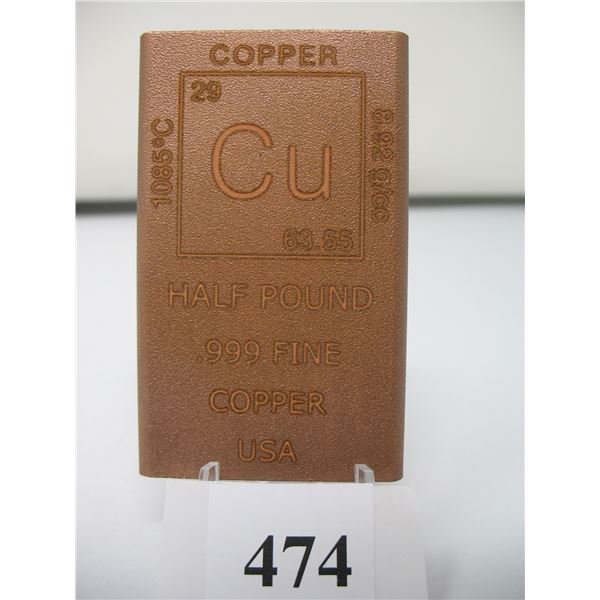 COPPER
29
Cu
63.55
1085°C
8.92 g/cc
HALF POUND
.999 FINE
COPPER
USA
474